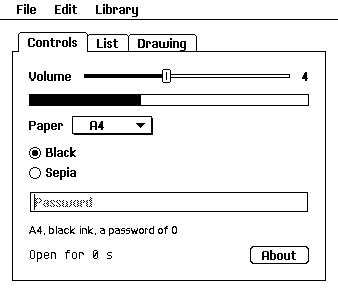 File Edit Library
Controls List Drawing
Volume 4
Paper A4
Black
Sepia
Password
A4, black ink, a password of 0
Open for 0 s About